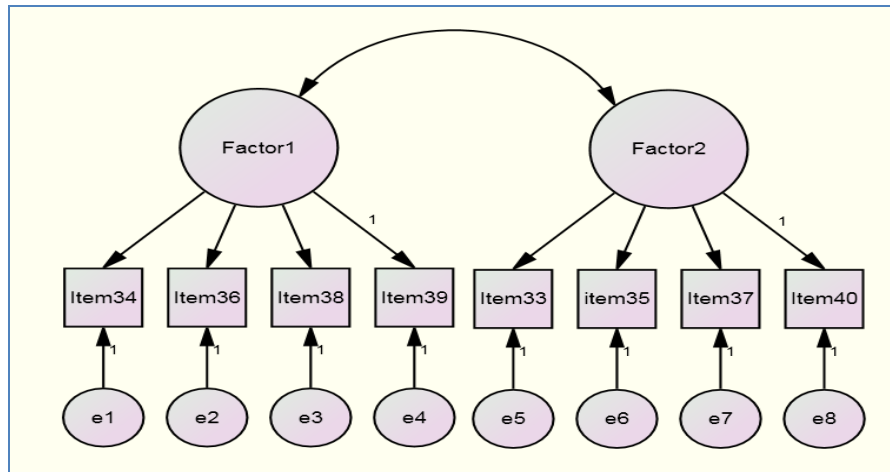 Factor1
Factor2
1
1
Item34
Item36
Item38
Item39
Item33
item35
Item37
Item40
1
1
1
1
1
1
1
1
e1
e2
e3
e4
e5
e6
e7
e8